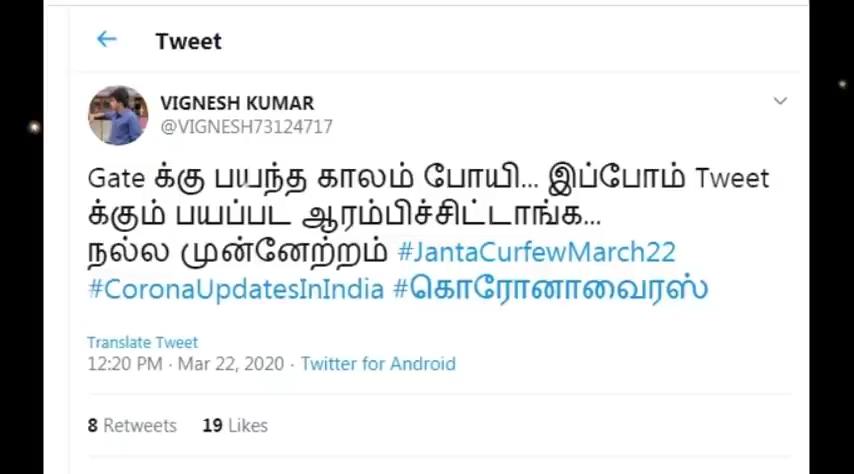 Tweet
VIGNESH KUMAR
@VIGNESH73124717
Gate க்கு பயந்த காலம் போயி... இப்போம் Tweet
க்கும் பயப்பட ஆரம்பிச்சிட்டாங்க...
நல்ல முன்னேற்றம் #JantaCurfewMarch22
#CoronaUpdatesInIndia #கொரோனாவைரஸ்
Translate Tweet
12:20 PM · Mar 22, 2020 · Twitter for Android
8 Retweets 19 Likes